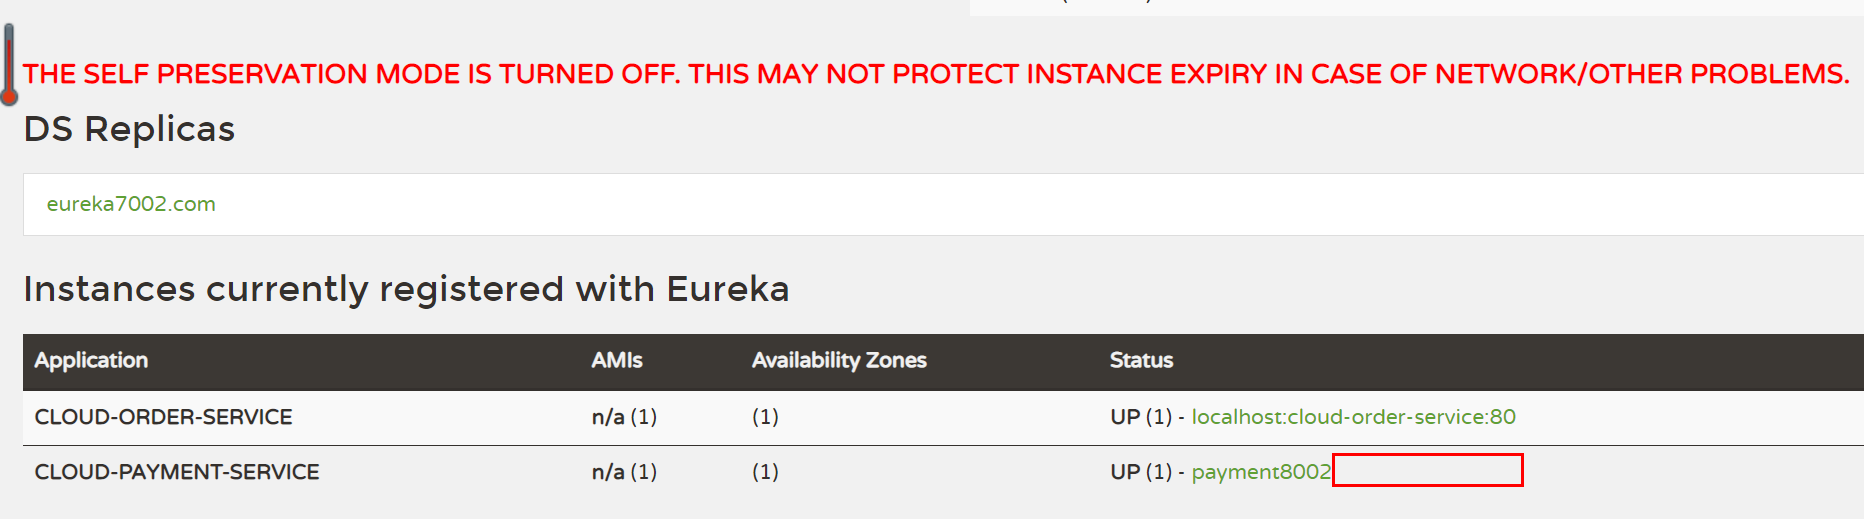 THE SELF PRESERVATION MODE IS TURNED OFF. THIS MAY NOT PROTECT INSTANCE EXPIRY IN CASE OF NETWORK/OTHER PROBLEMS.
DS Replicas
eureka7002.com
Instances currently registered with Eureka
Application AMIs Availability Zones Status
CLOUD-ORDER-SERVICE n/a (1) (1) UP (1) - localhost:cloud-order-service:80
CLOUD-PAYMENT-SERVICE n/a (1) (1) UP (1) - payment8002